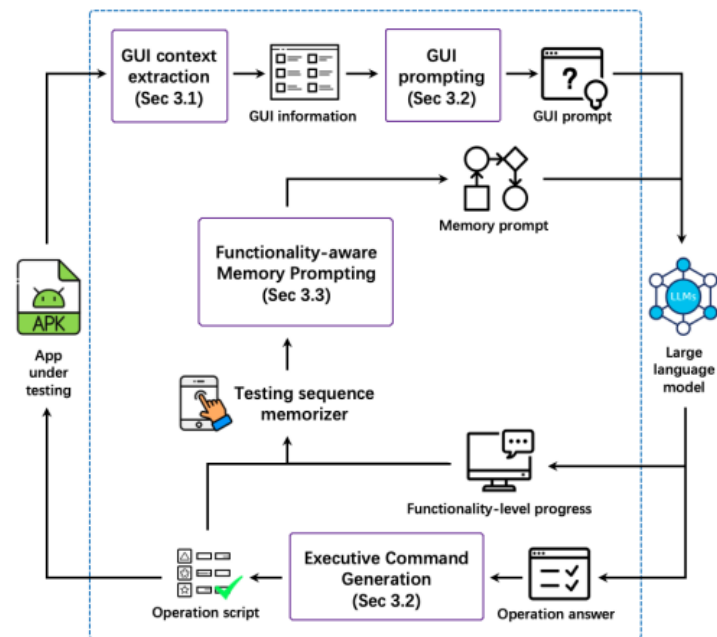 GUI context
extraction
(Sec 3.1)
GUI information
GUI
prompting
(Sec 3.2)
?
GUI prompt
Memory prompt
Functionality-aware
Memory Prompting
(Sec 3.3)
APK
App
under
testing
LLMs
Large
language
model
Testing sequence
memorizer
Functionality-level progress
Operation script
Executive Command
Generation
(Sec 3.2)
Operation answer